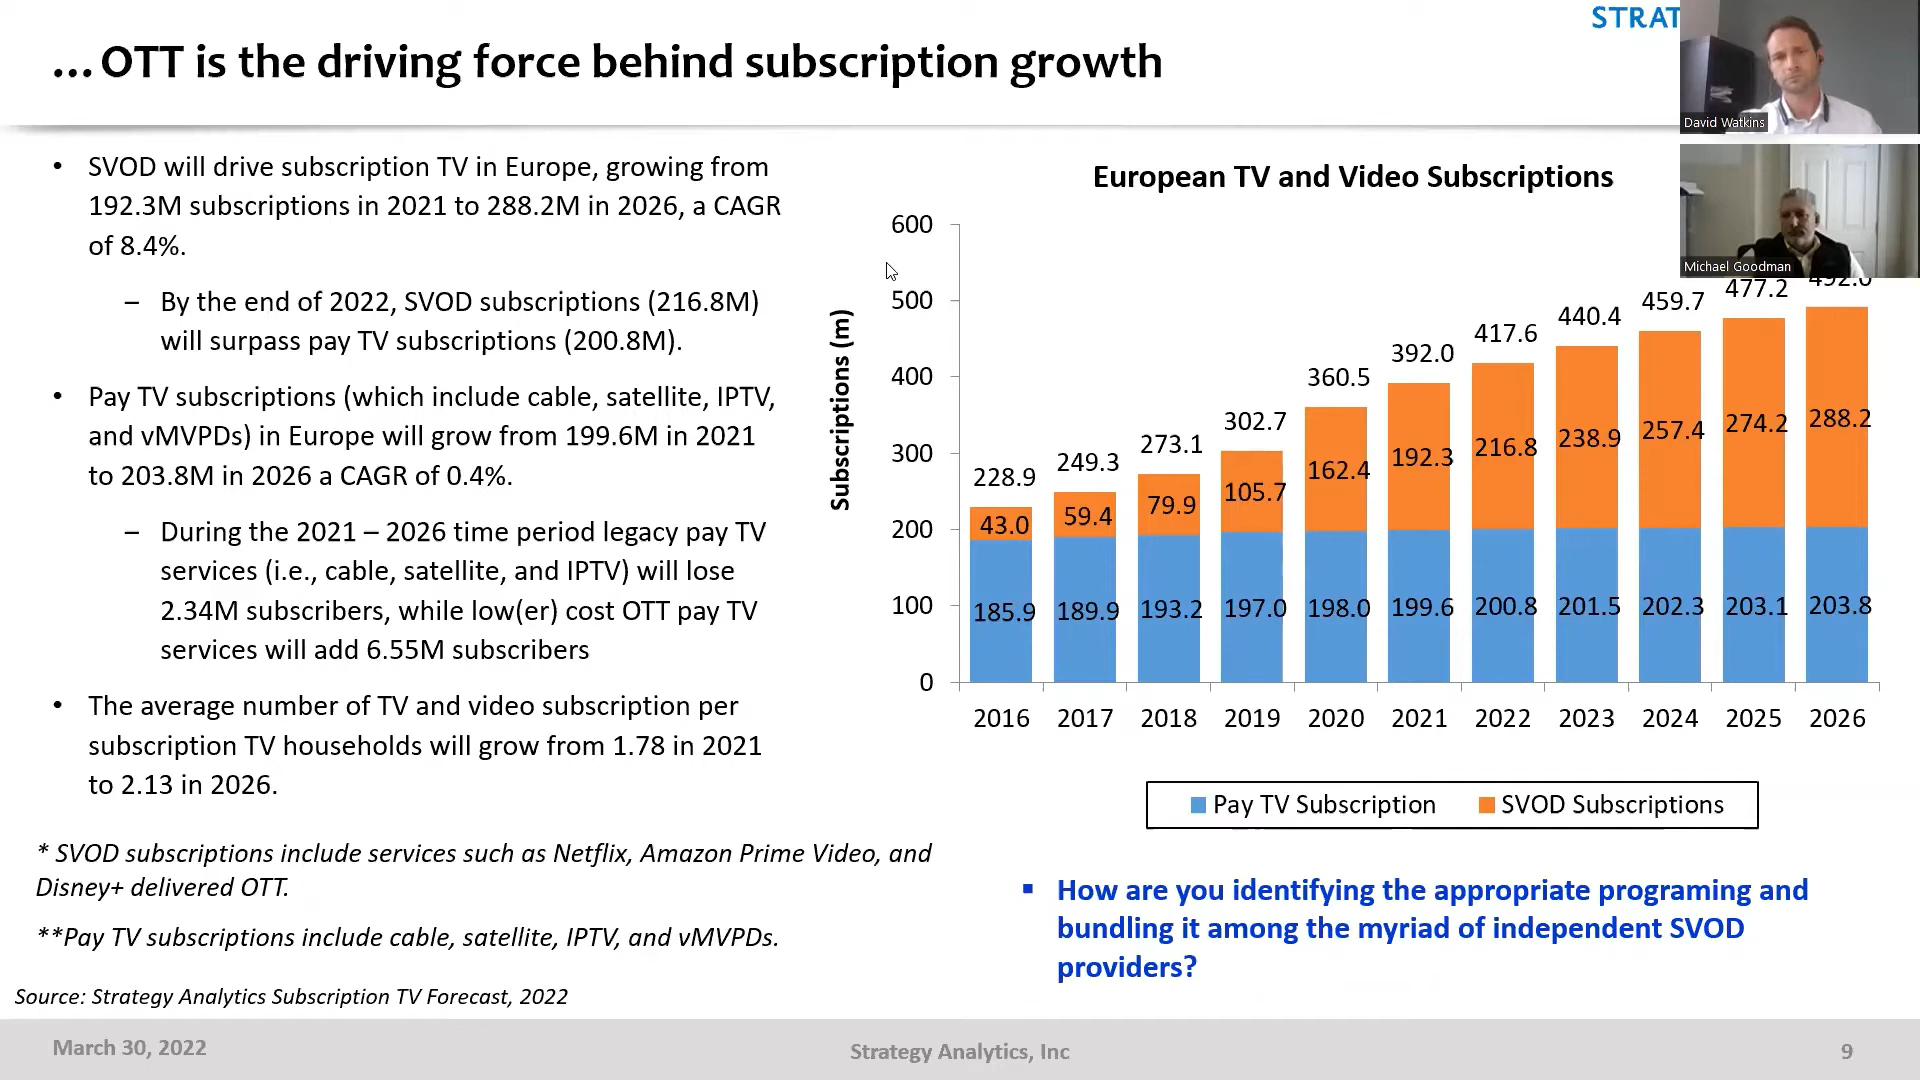 STRAT
... OTT is the driving force behind subscription growth
David Watkins
Michael Goodman
• SVOD will drive subscription TV in Europe, growing from
192.3M subscriptions in 2021 to 288.2M in 2026, a CAGR
of 8.4%.
– By the end of 2022, SVOD subscriptions (216.8M)
will surpass pay TV subscriptions (200.8M).
• Pay TV subscriptions (which include cable, satellite, IPTV,
and vMVPDs) in Europe will grow from 199.6M in 2021
to 203.8M in 2026 a CAGR of 0.4%.
– During the 2021 – 2026 time period legacy pay TV
services (i.e., cable, satellite, and IPTV) will lose
2.34M subscribers, while low(er) cost OTT pay TV
services will add 6.55M subscribers
• The average number of TV and video subscription per
subscription TV households will grow from 1.78 in 2021
to 2.13 in 2026.
* SVOD subscriptions include services such as Netflix, Amazon Prime Video, and
Disney+ delivered OTT.
**Pay TV subscriptions include cable, satellite, IPTV, and vMVPDs.
Source: Strategy Analytics Subscription TV Forecast, 2022
European TV and Video Subscriptions
Subscriptions (m)
600
500
400
300
200
100
0
228.9 249.3 273.1 302.7 360.5 392.0 417.6 440.4 459.7 477.2
43.0 59.4 79.9 105.7 162.4 192.3 216.8 238.9 257.4 274.2 288.2
185.9 189.9 193.2 197.0 198.0 199.6 200.8 201.5 202.3 203.1 203.8
2016 2017 2018 2019 2020 2021 2022 2023 2024 2025 2026
Pay TV Subscription SVOD Subscriptions
▪ How are you identifying the appropriate programing and
bundling it among the myriad of independent SVOD
providers?
March 30, 2022
Strategy Analytics, Inc
9